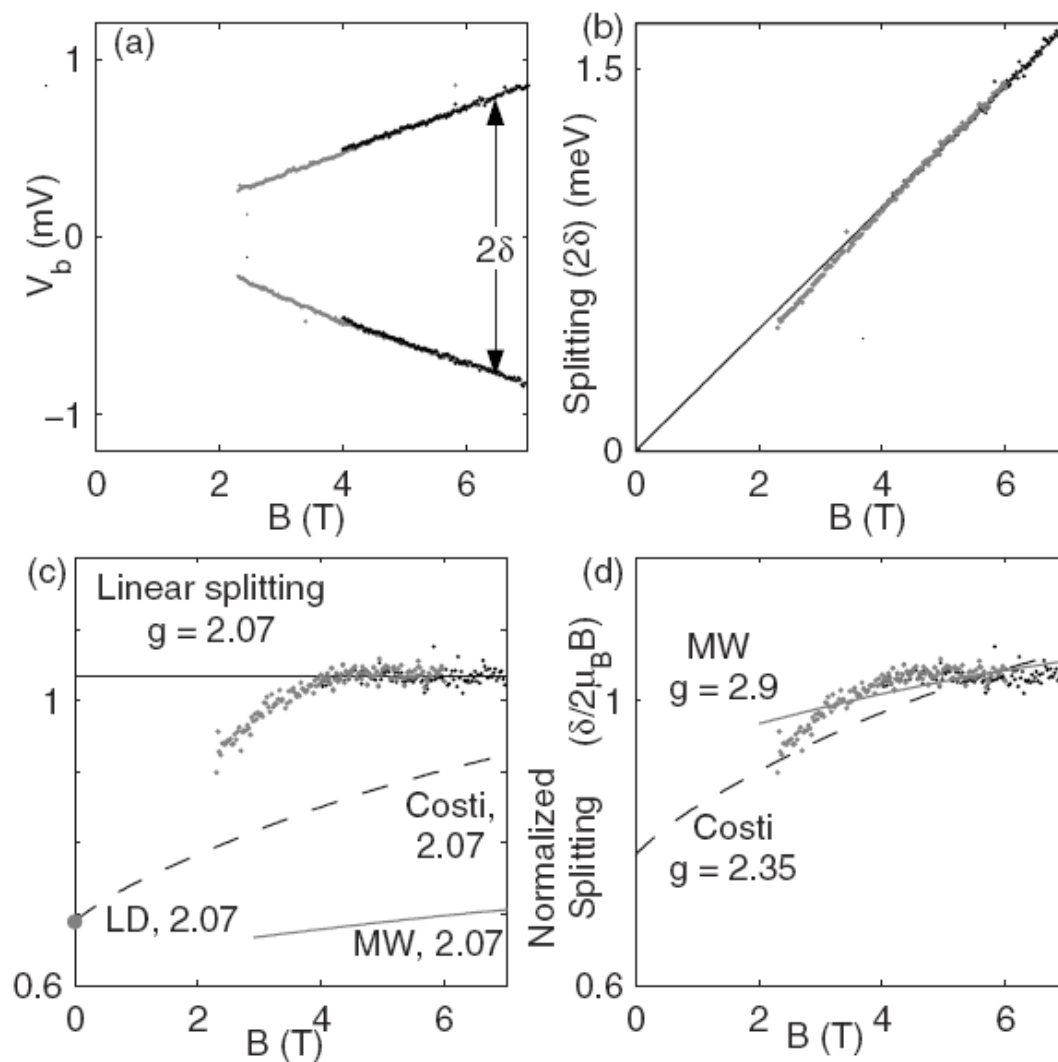 (a)
1
0
−1
V_b (mV)
2δ
0
2
4
6
B (T)
(b)
1.5
0
Splitting (2δ) (meV)
0
2
4
6
B (T)
(c)
Linear splitting
g = 2.07
1
0.6
Costi,
2.07
LD, 2.07
MW, 2.07
0
2
4
6
B (T)
Normalized
Splitting (δ/2μ_BB)
(d)
MW
g = 2.9
1
Costi
g = 2.35
0.6
0
2
4
6
B (T)